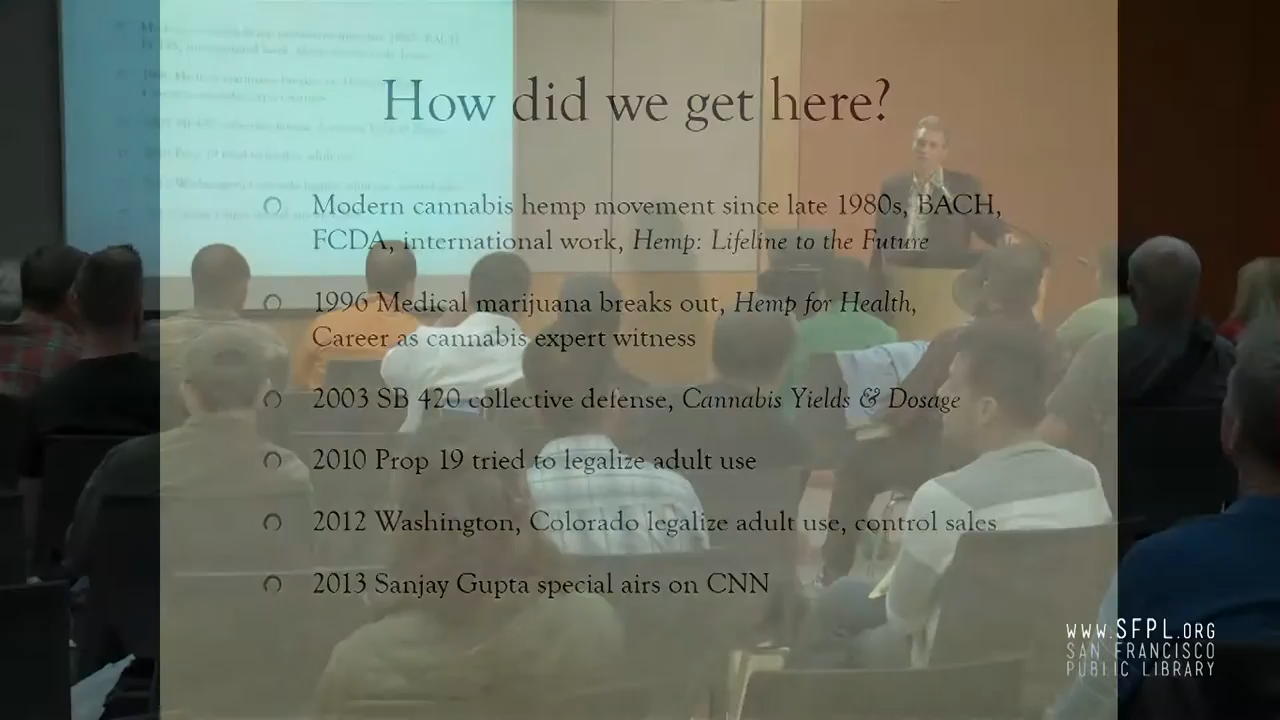 How did we get here?
Modern cannabis hemp movement since late 1980s, BACH,
FCDA, international work, Hemp: Lifeline to the Future
1996 Medical marijuana breaks out, Hemp for Health,
Career as cannabis expert witness
2003 SB 420 collective defense, Cannabis Yields & Dosage
2010 Prop 19 tried to legalize adult use
2012 Washington, Colorado legalize adult use, control sales
2013 Sanjay Gupta special airs on CNN
WWW.SFPL.ORG
SAN FRANCISCO
PUBLIC LIBRARY